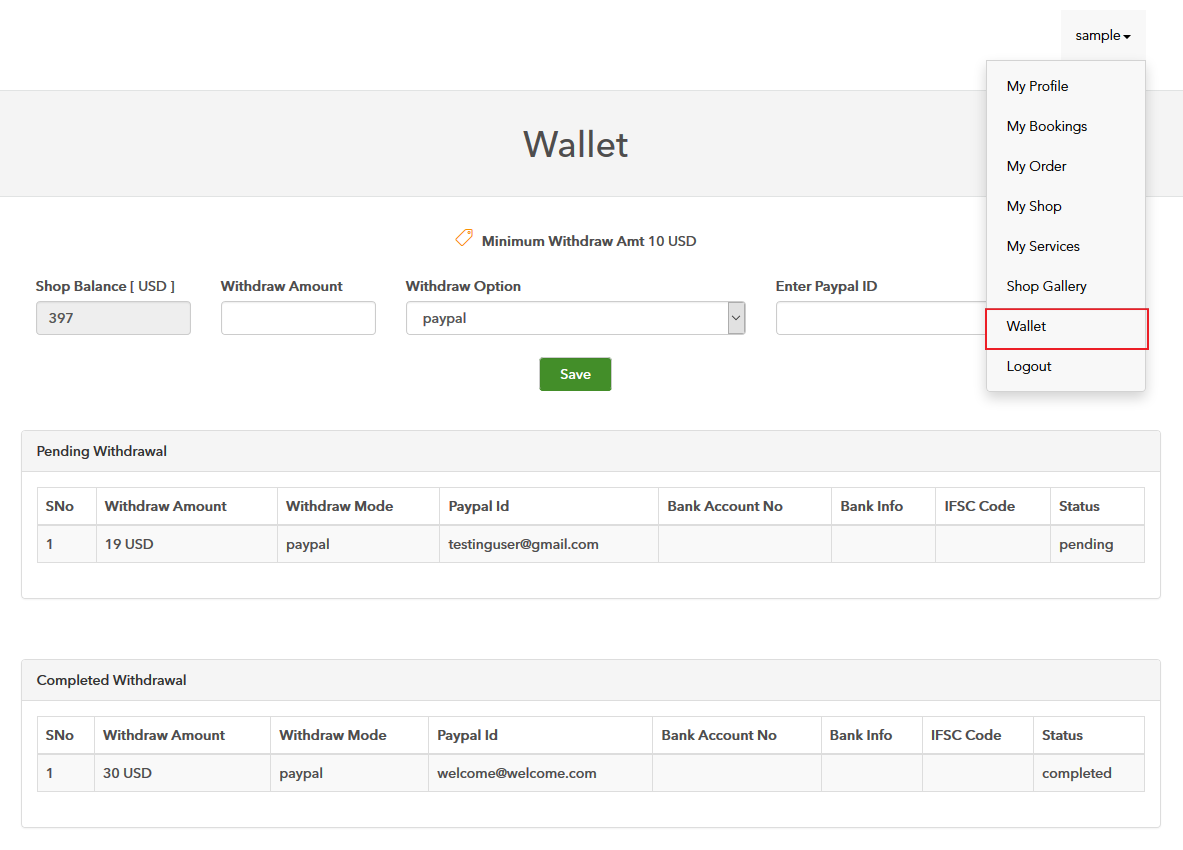 sample
My Profile
My Bookings
My Order
My Shop
My Services
Shop Gallery
Wallet
Logout
Wallet
Minimum Withdraw Amt 10 USD
Shop Balance [ USD ] Withdraw Amount Withdraw Option Enter Paypal ID
397 paypal
Save
Pending Withdrawal
SNo Withdraw Amount Withdraw Mode Paypal Id Bank Account No Bank Info IFSC Code Status
1 19 USD paypal testinguser@gmail.com pending
Completed Withdrawal
SNo Withdraw Amount Withdraw Mode Paypal Id Bank Account No Bank Info IFSC Code Status
1 30 USD paypal welcome@welcome.com completed